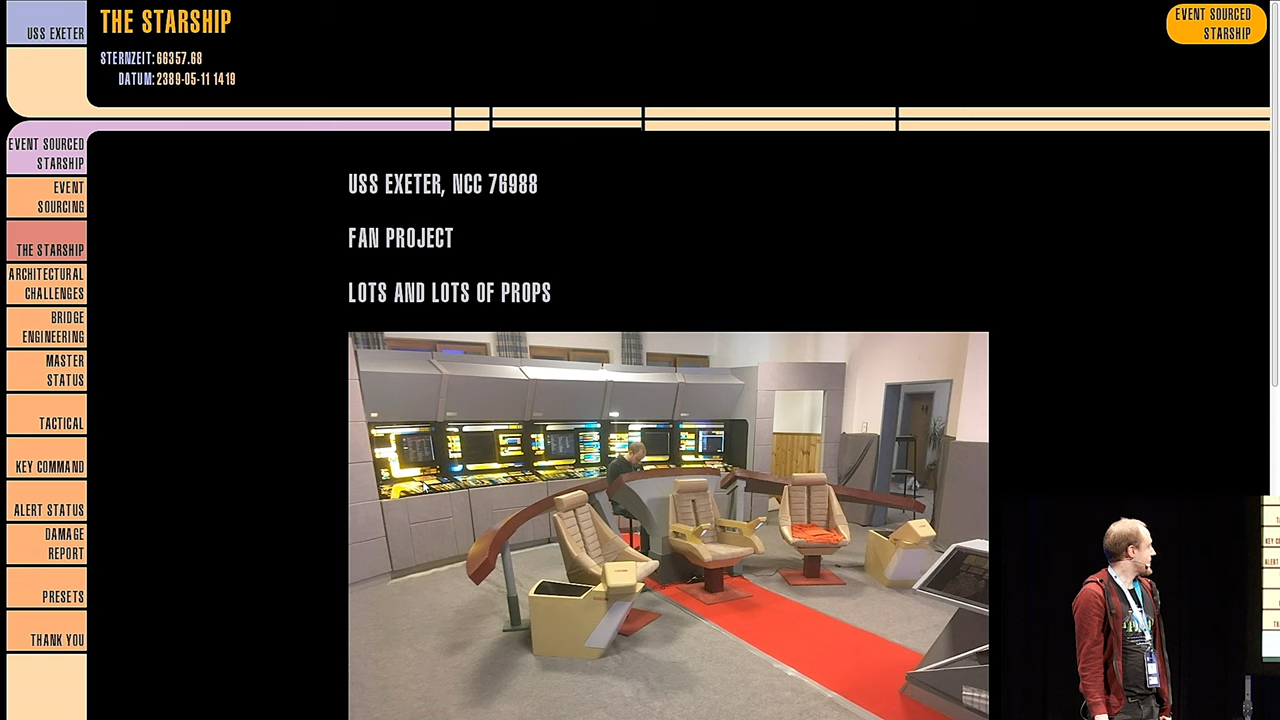 USS EXETER
THE STARSHIP
EVENT SOURCED
STARSHIP
STERNZEIT: 66357.68
DATUM: 2389-05-11 1419
EVENT SOURCED
STARSHIP
EVENT
SOURCING
THE STARSHIP
ARCHITECTURAL
CHALLENGES
BRIDGE
ENGINEERING
MASTER
STATUS
TACTICAL
KEY COMMAND
ALERT STATUS
DAMAGE
REPORT
PRESETS
THANK YOU
USS EXETER, NCC 76988
FAN PROJECT
LOTS AND LOTS OF PROPS